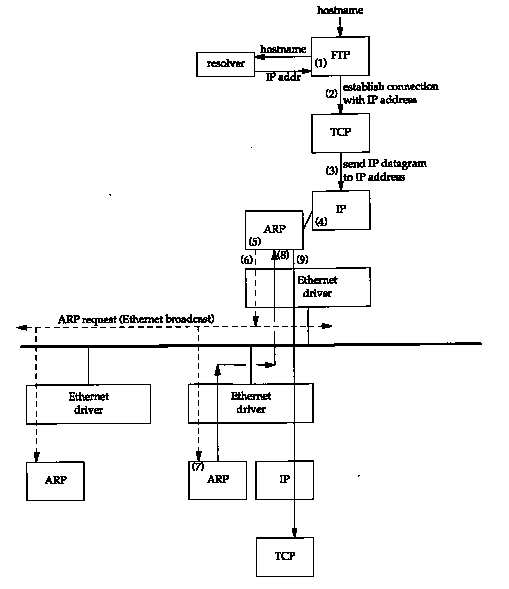 hostname
hostname
resolver
(1)
FTP
IP addr
(2)
establish connection
with IP address
TCP
(3)
send IP datagram
to IP address
(4)
IP
ARP
(5)
(6)
(8)
(9)
Ethernet
driver
ARP request (Ethernet broadcast)
Ethernet
driver
Ethernet
driver
ARP
(7)
ARP
IP
TCP